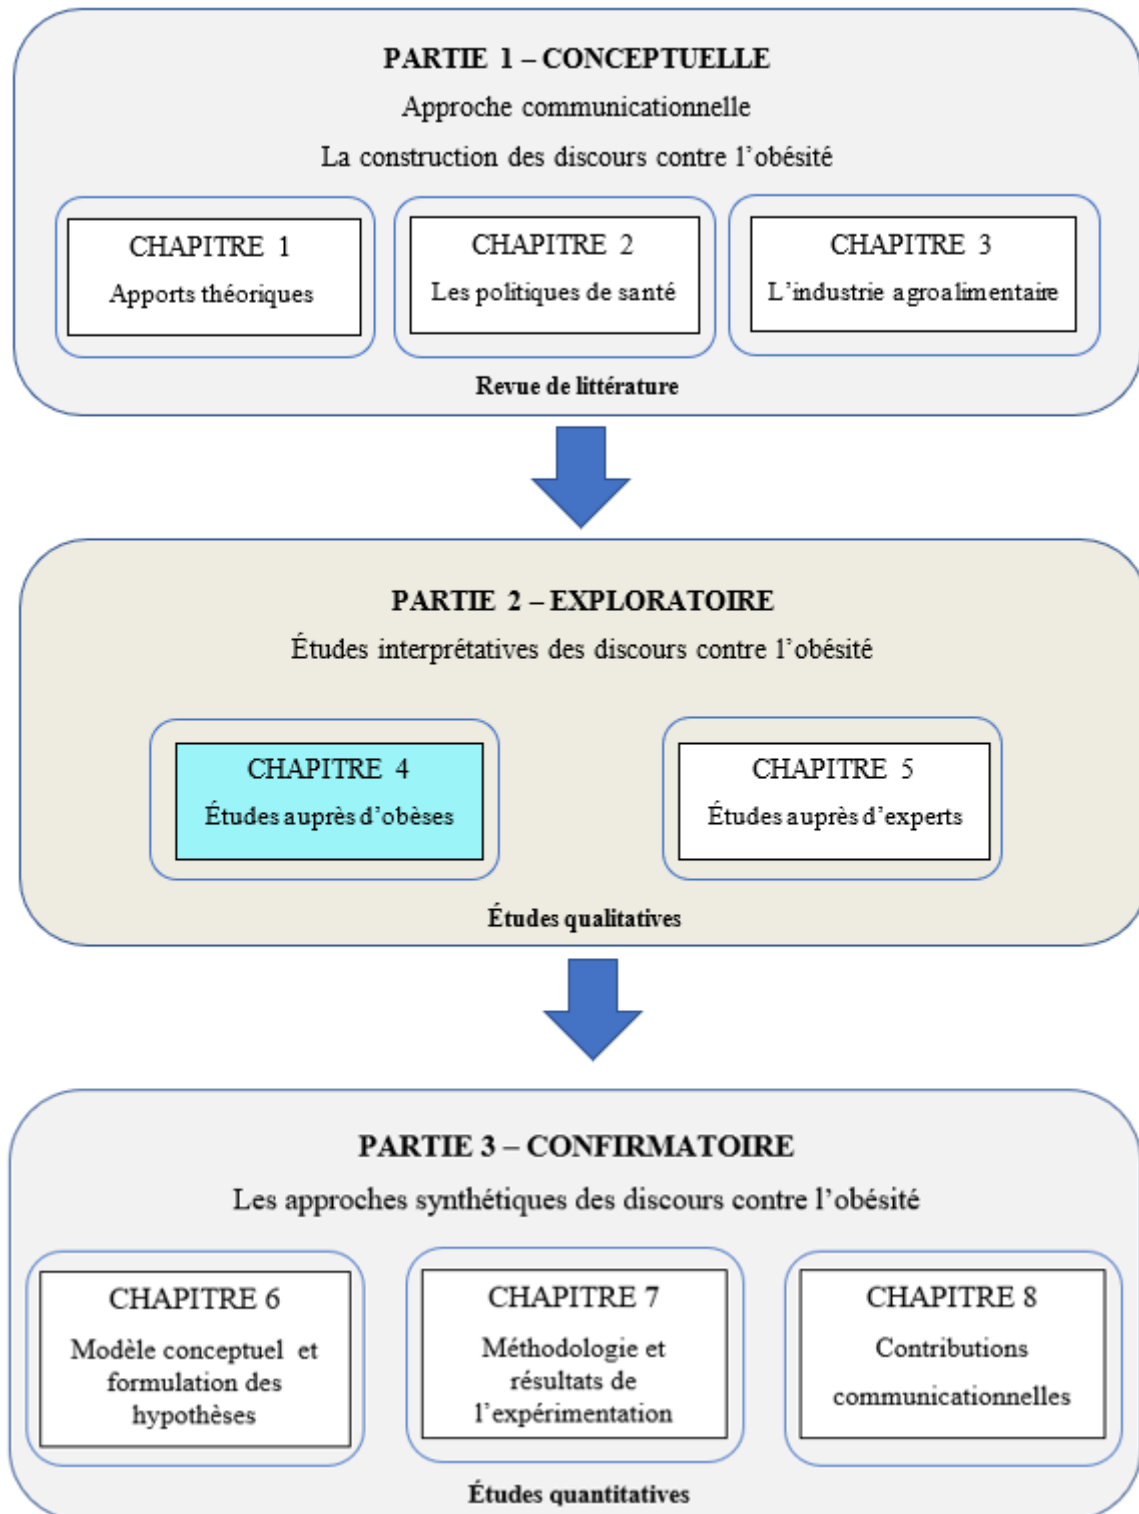 PARTIE 1 – CONCEPTUELLE
Approche communicationnelle
La construction des discours contre l’obésité
CHAPITRE 1
Apports théoriques
CHAPITRE 2
Les politiques de santé
CHAPITRE 3
L’industrie agroalimentaire
Revue de littérature
PARTIE 2 – EXPLORATOIRE
Études interprétatives des discours contre l’obésité
CHAPITRE 4
Études auprès d’obèses
CHAPITRE 5
Études auprès d’experts
Études qualitatives
PARTIE 3 – CONFIRMATOIRE
Les approches synthétiques des discours contre l’obésité
CHAPITRE 6
Modèle conceptuel et
formulation des
hypothèses
CHAPITRE 7
Méthodologie et
résultats de
l’expérimentation
CHAPITRE 8
Contributions
communicationnelles
Études quantitatives